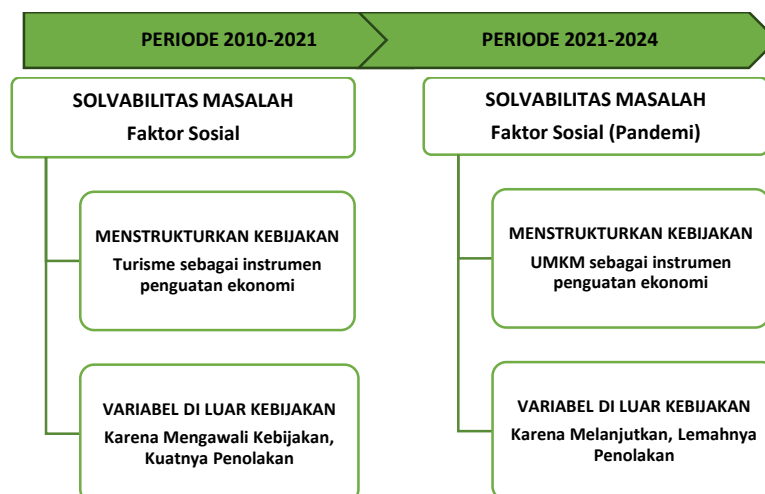 PERIODE 2010-2021
PERIODE 2021-2024
SOLVABILITAS MASALAH
Faktor Sosial
MENSTRUKTURKAN KEBIJAKAN
Turisme sebagai instrumen
penguatan ekonomi
VARIABEL DI LUAR KEBIJAKAN
Karena Mengawali Kebijakan,
Kuatnya Penolakan
SOLVABILITAS MASALAH
Faktor Sosial (Pandemi)
MENSTRUKTURKAN KEBIJAKAN
UMKM sebagai instrumen
penguatan ekonomi
VARIABEL DI LUAR KEBIJAKAN
Karena Melanjutkan, Lemahnya
Penolakan